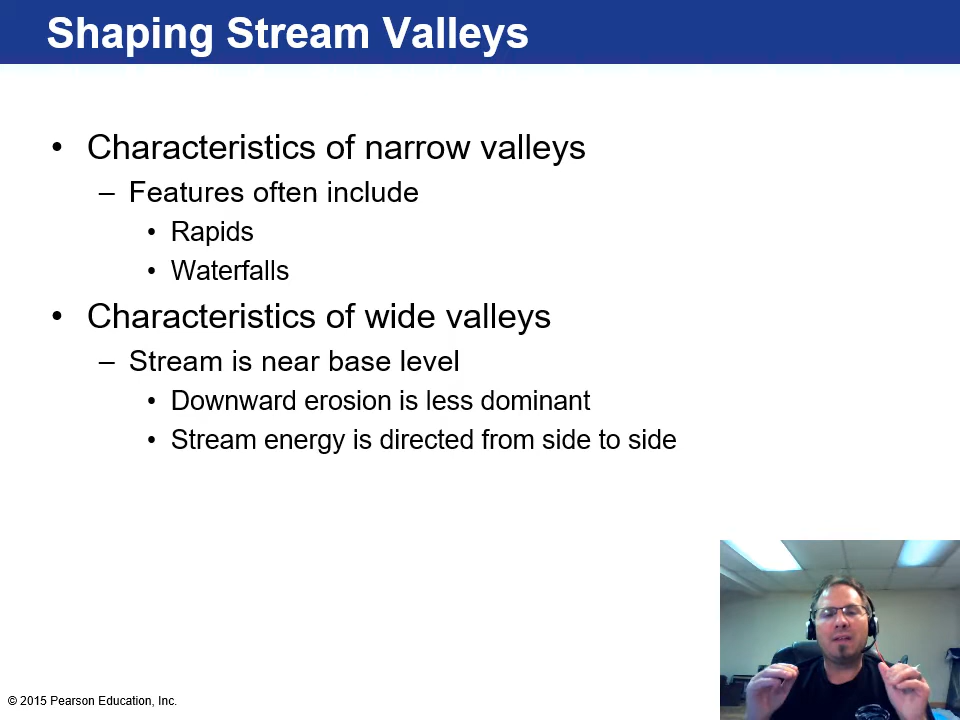 Shaping Stream Valleys
• Characteristics of narrow valleys
– Features often include
• Rapids
• Waterfalls
• Characteristics of wide valleys
– Stream is near base level
• Downward erosion is less dominant
• Stream energy is directed from side to side
© 2015 Pearson Education, Inc.